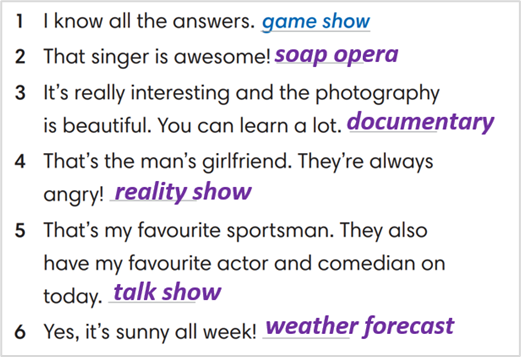 1 I know all the answers. game show
2 That singer is awesome! soap opera
3 It's really interesting and the photography
is beautiful. You can learn a lot. documentary
4 That's the man's girlfriend. They're always
angry! reality show
5 That's my favourite sportsman. They also
have my favourite actor and comedian on
today. talk show
6 Yes, it's sunny all week! weather forecast